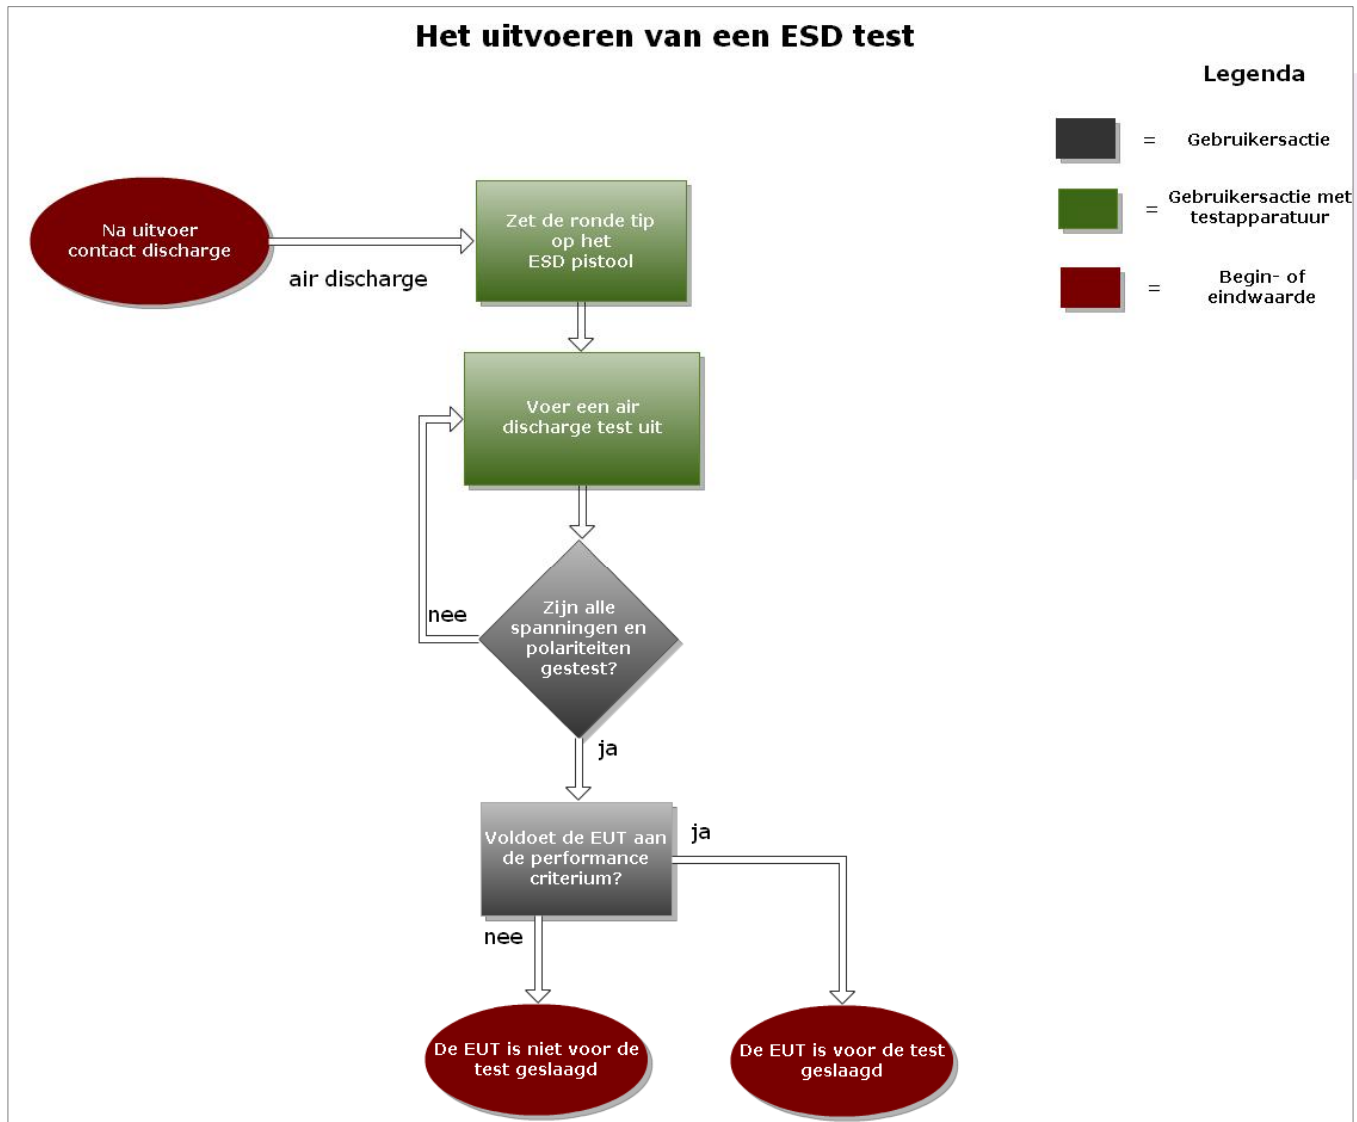 Het uitvoeren van een ESD test
Legenda
=
Gebruikersactie
=
Gebruikersactie met
testapparatuur
=
Begin- of
eindwaarde
Na uitvoer
contact discharge
air discharge
Zet de ronde tip
op het
ESD pistool
Voer een air
discharge test uit
nee
Zijn alle
spanningen en
polariteiten
gestest?
ja
Voldoet de EUT aan
de performance
criterium?
ja
nee
De EUT is niet voor de
test geslaagd
De EUT is voor de test
geslaagd